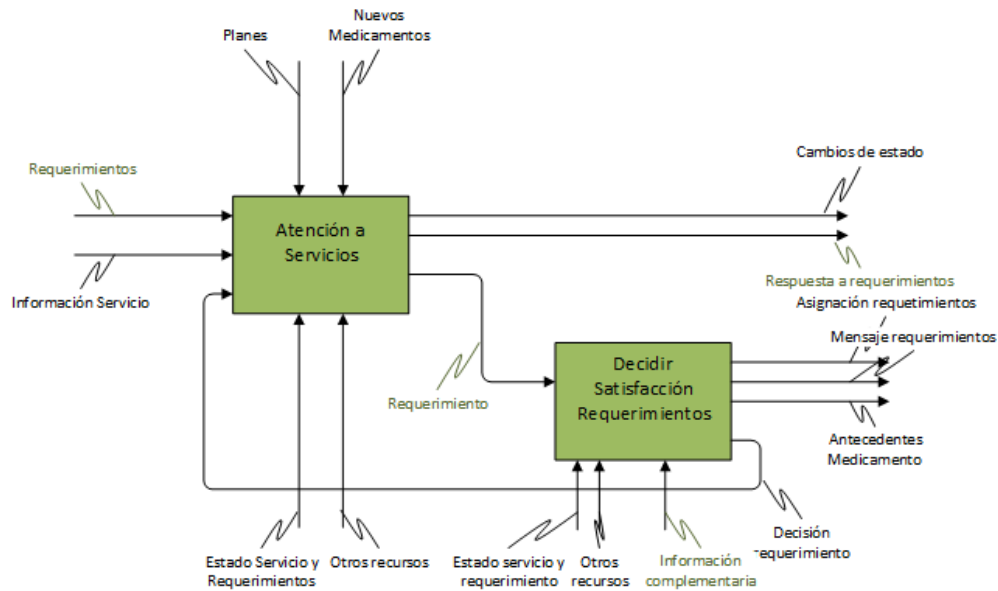 Nuevos
Medicamentos
Planes
Cambios de estado
Requerimientos
Atención a
Servicios
Respuesta a requerimientos
Información Servicio
Asignación requetimientos
Mensaje requerimientos
Decidir
Satisfacción
Requerimientos
Requerimiento
Antecedentes
Medicamento
Decisión
requerimiento
Estado Servicio y
Requerimientos
Otros recursos
Estado servicio y
requerimiento
Otros
recursos
Información
complementaria